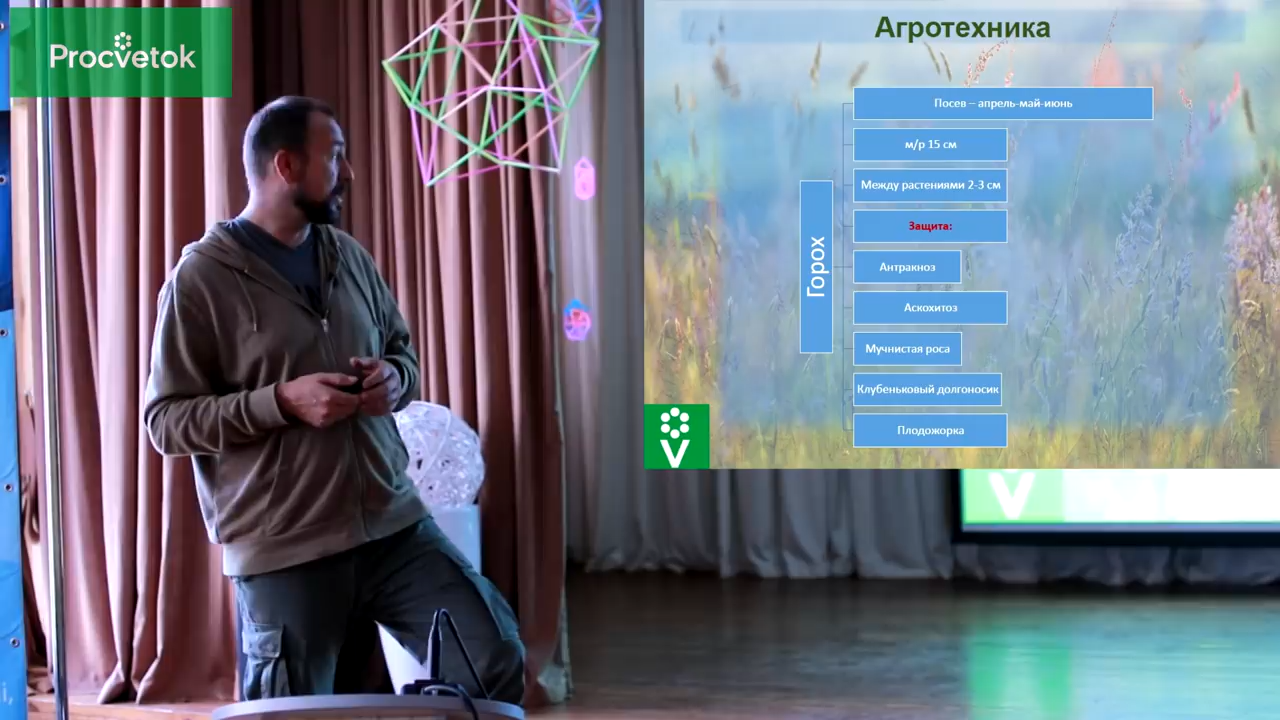 Procvetok
Агротехника
Горох
Посев – апрель-май-июнь
м/р 15 см
Между растениями 2-3 см
Защита:
Антракноз
Аскохитоз
Мучнистая роса
Клубеньковый долгоносик
Плодожорка